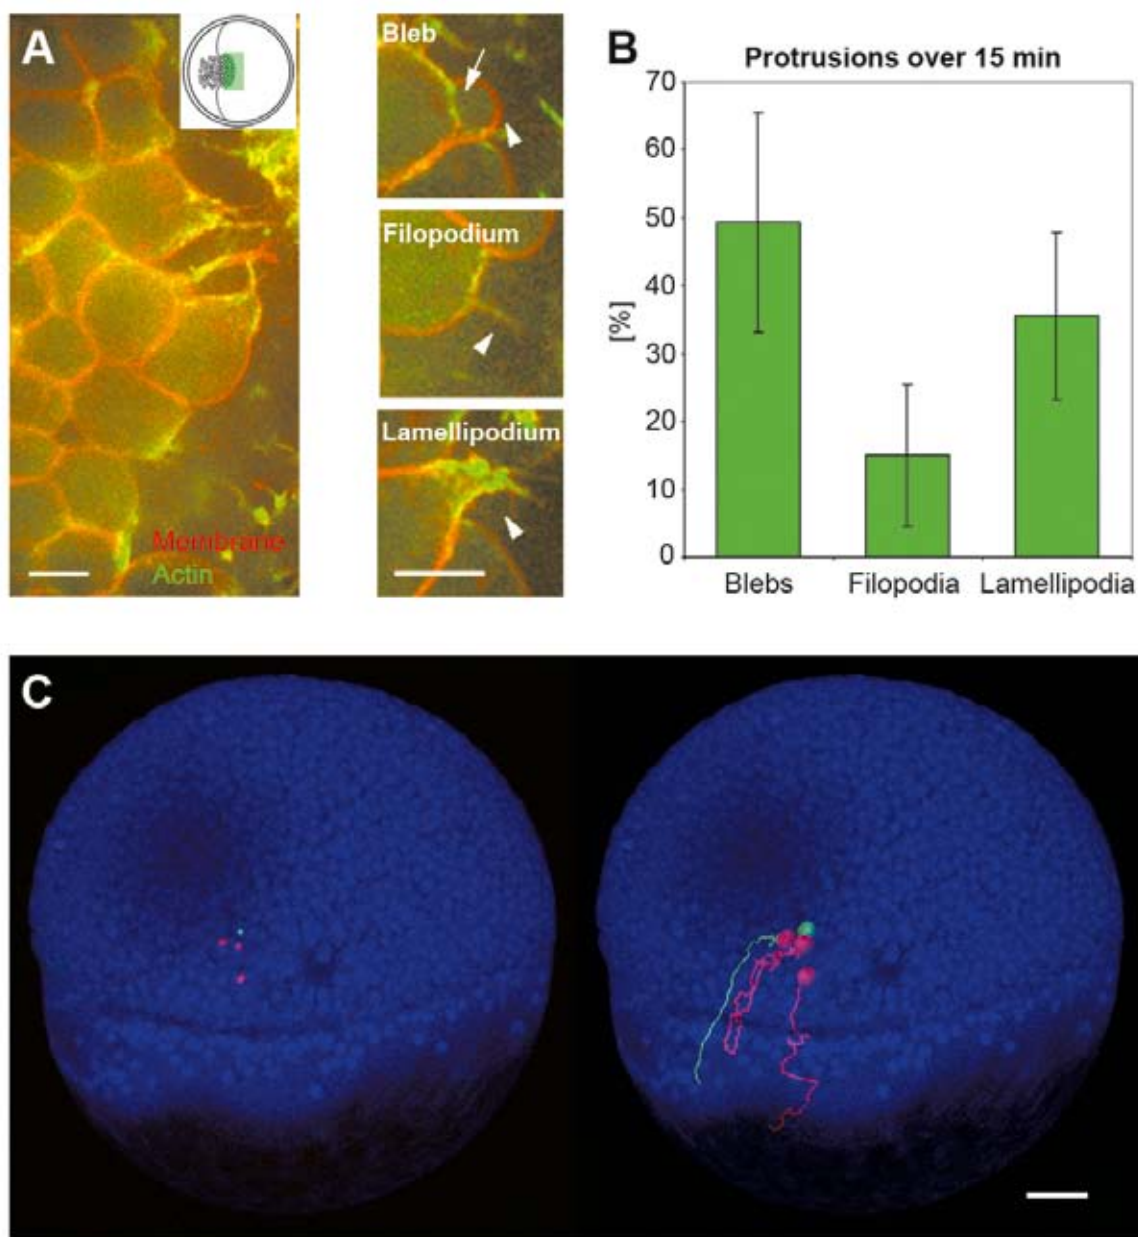 A
Membrane
Actin
Bleb
Filopodium
Lamellipodium
B
Protrusions over 15 min
[%]
70
60
50
40
30
20
10
0
Blebs Filopodia Lamellipodia
C